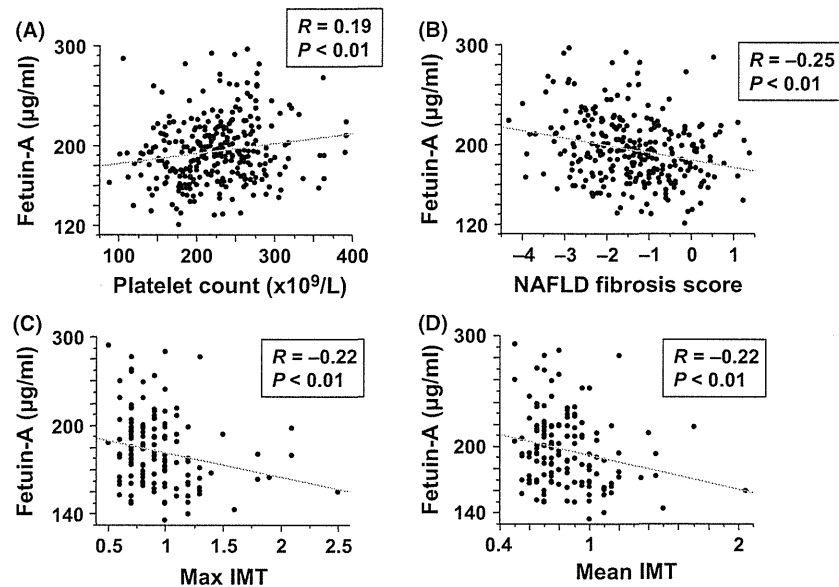 (A)
R = 0.19
P < 0.01
300
200
120
Fetuin-A (µg/ml)
100 200 300 400
Platelet count (x10⁹/L)
(B)
R = –0.25
P < 0.01
300
200
120
Fetuin-A (µg/ml)
–4 –3 –2 –1 0 1
NAFLD fibrosis score
(C)
R = –0.22
P < 0.01
300
200
140
Fetuin-A (µg/ml)
0.5 1 1.5 2 2.5
Max IMT
(D)
R = –0.22
P < 0.01
300
200
140
Fetuin-A (µg/ml)
0.4 1 2
Mean IMT